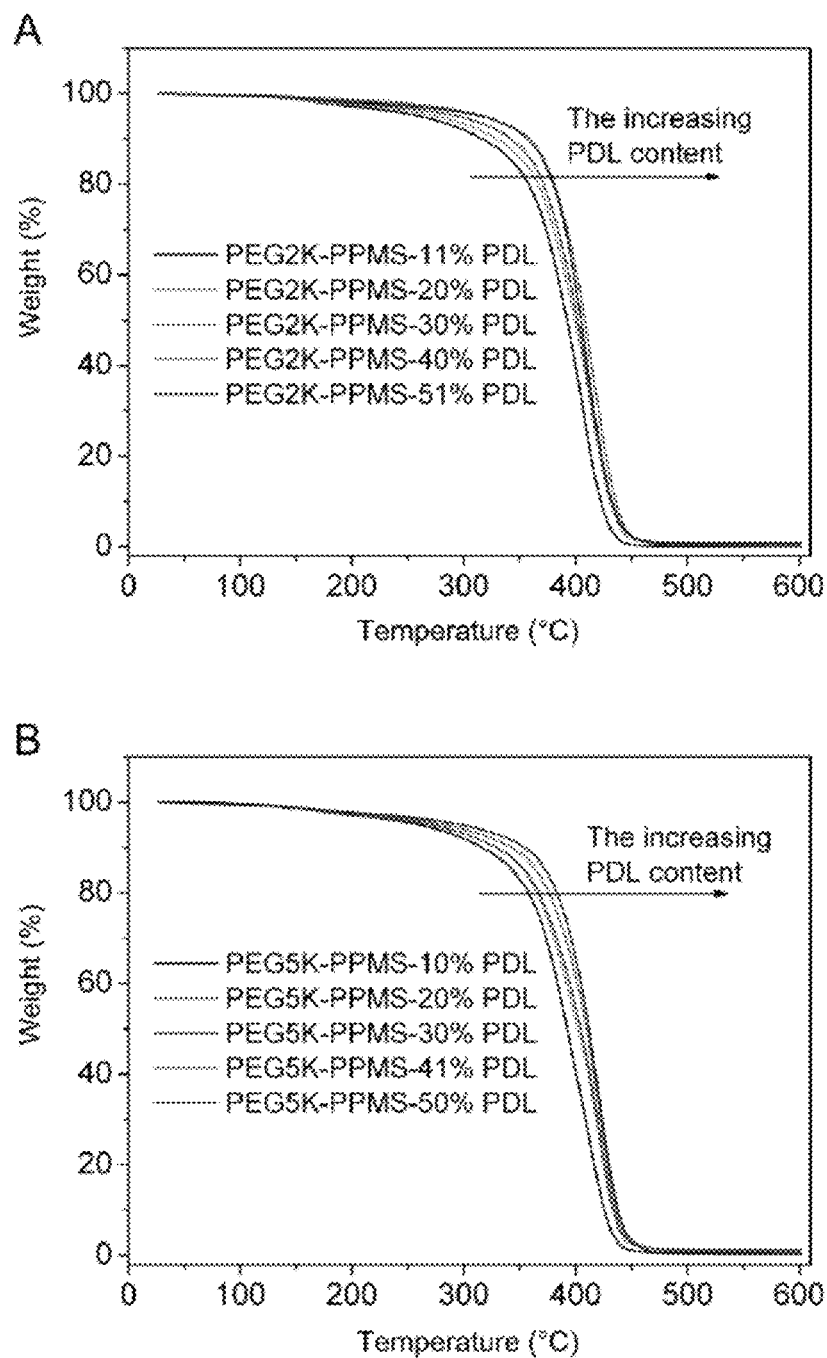 A
The increasing
PDL content
100
80
60
40
20
0
Weight (%)
PEG2K-PPMS-11% PDL
PEG2K-PPMS-20% PDL
PEG2K-PPMS-30% PDL
PEG2K-PPMS-40% PDL
PEG2K-PPMS-51% PDL
0 100 200 300 400 500 600
Temperature (°C)
B
The increasing
PDL content
100
80
60
40
20
0
Weight (%)
PEG5K-PPMS-10% PDL
PEG5K-PPMS-20% PDL
PEG5K-PPMS-30% PDL
PEG5K-PPMS-41% PDL
PEG5K-PPMS-50% PDL
0 100 200 300 400 500 600
Temperature (°C)